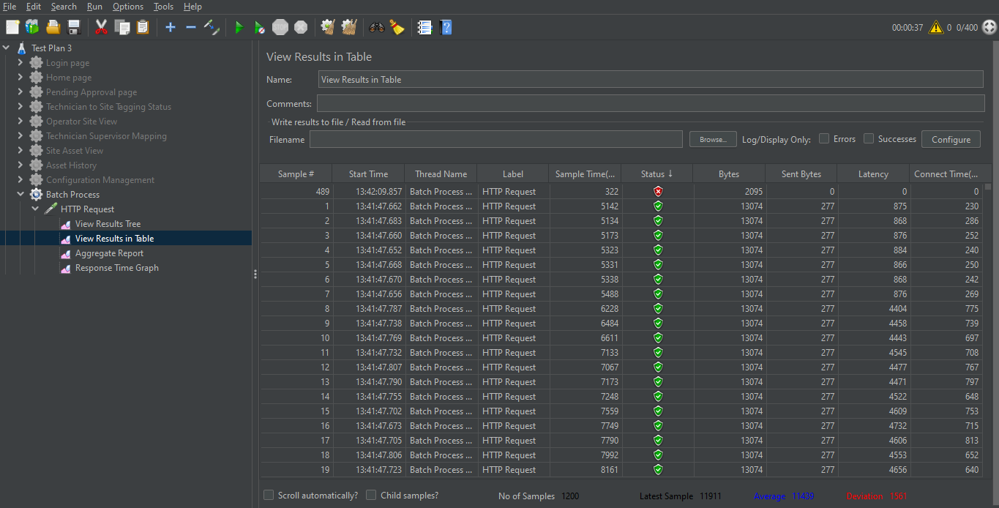 File Edit Search Run Options Tools Help
STOP 00:00:37 0 0/400
Test Plan 3
Login page
Home page
Pending Approval page
Technician to Site Tagging Status
Operator Site View
Technician Supervisor Mapping
Site Asset View
Asset History
Configuration Management
Batch Process
HTTP Request
View Results Tree
View Results in Table
Aggregate Report
Response Time Graph
View Results in Table
Name: View Results in Table
Comments:
Write results to file / Read from file
Filename Browse... Log/Display Only: Errors Successes Configure
Sample # Start Time Thread Name Label Sample Time(... Status ↓ Bytes Sent Bytes Latency Connect Time(...
489 13:42:09.857 Batch Process ... HTTP Request 322 2095 0 0 0
1 13:41:47.662 Batch Process ... HTTP Request 5142 13074 277 875 230
2 13:41:47.683 Batch Process ... HTTP Request 5134 13074 277 868 286
3 13:41:47.660 Batch Process ... HTTP Request 5173 13074 277 876 252
4 13:41:47.652 Batch Process ... HTTP Request 5323 13074 277 884 240
5 13:41:47.668 Batch Process ... HTTP Request 5331 13074 277 866 250
6 13:41:47.670 Batch Process ... HTTP Request 5338 13074 277 868 242
7 13:41:47.656 Batch Process ... HTTP Request 5488 13074 277 876 269
8 13:41:47.787 Batch Process ... HTTP Request 6228 13074 277 4404 775
9 13:41:47.738 Batch Process ... HTTP Request 6484 13074 277 4458 739
10 13:41:47.769 Batch Process ... HTTP Request 6611 13074 277 4443 697
11 13:41:47.732 Batch Process ... HTTP Request 7133 13074 277 4545 708
12 13:41:47.807 Batch Process ... HTTP Request 7067 13074 277 4477 767
13 13:41:47.790 Batch Process ... HTTP Request 7173 13074 277 4471 797
14 13:41:47.755 Batch Process ... HTTP Request 7248 13074 277 4522 648
15 13:41:47.702 Batch Process ... HTTP Request 7559 13074 277 4609 753
16 13:41:47.673 Batch Process ... HTTP Request 7749 13074 277 4732 715
17 13:41:47.705 Batch Process ... HTTP Request 7790 13074 277 4606 813
18 13:41:47.806 Batch Process ... HTTP Request 7992 13074 277 4553 652
19 13:41:47.723 Batch Process ... HTTP Request 8161 13074 277 4656 640
Scroll automatically? Child samples? No of Samples 1200 Latest Sample 11911 Average 11439 Deviation 1561